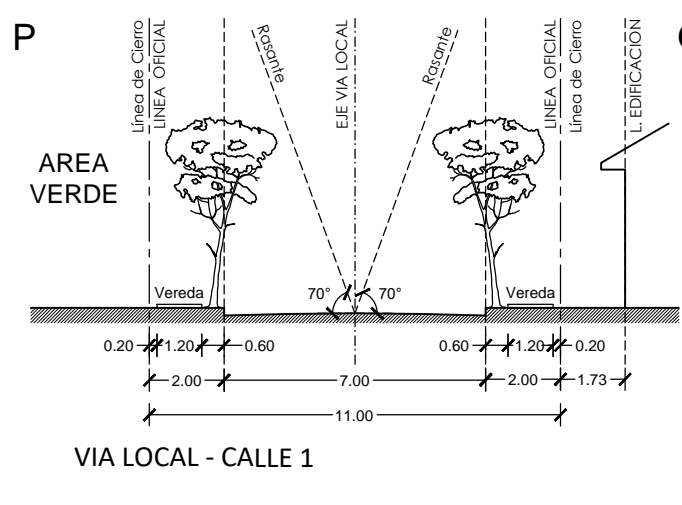 P
Línea de Cierro
LINEA OFICIAL
Rasante
EJE VIA LOCAL
Rasante
LINEA OFICIAL
Línea de Cierro
L. EDIFICACION
AREA
VERDE
Vereda
70°
70°
Vereda
0.20
1.20
0.60
0.60
1.20
0.20
2.00
7.00
2.00
1.73
11.00
VIA LOCAL - CALLE 1